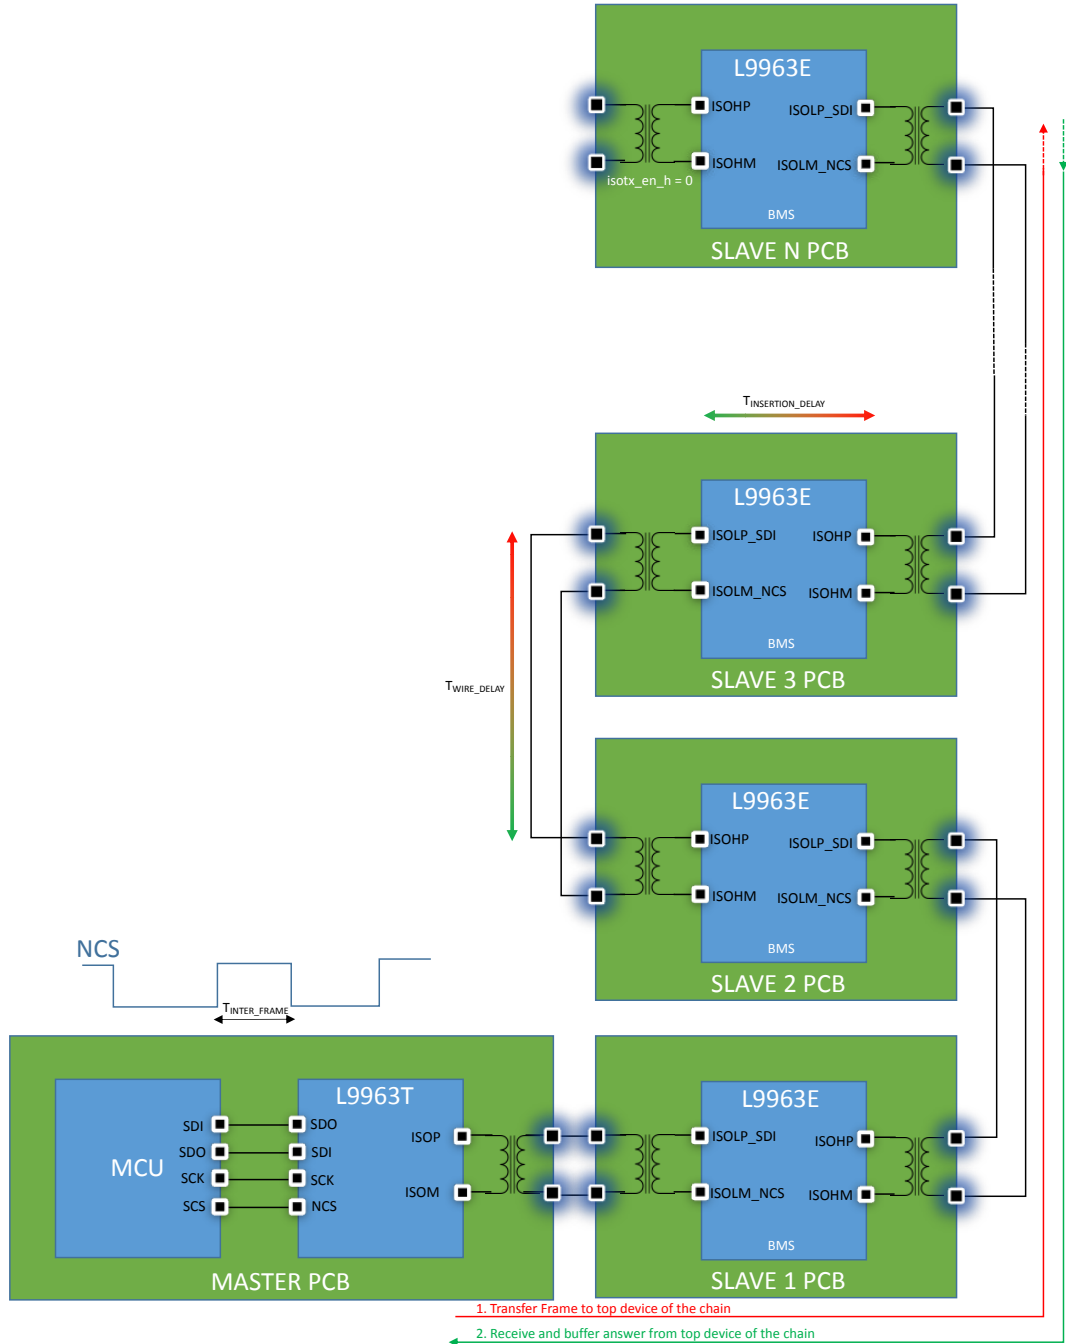 L9963E
ISOHP
ISOLP_SDI
ISOHM
ISOLM_NCS
isotx_en_h = 0
BMS
SLAVE N PCB
TINSERTION_DELAY
L9963E
ISOLP_SDI
ISOHP
ISOLM_NCS
ISOHM
BMS
SLAVE 3 PCB
TWIRE_DELAY
L9963E
ISOHP
ISOLP_SDI
ISOHM
ISOLM_NCS
BMS
SLAVE 2 PCB
NCS
TINTER_FRAME
MCU
SDI
SDO
SCK
SCS
L9963T
SDO
SDI
SCK
NCS
ISOP
ISOM
MASTER PCB
L9963E
ISOLP_SDI
ISOHP
ISOLM_NCS
ISOHM
BMS
SLAVE 1 PCB
1. Transfer Frame to top device of the chain
2. Receive and buffer answer from top device of the chain